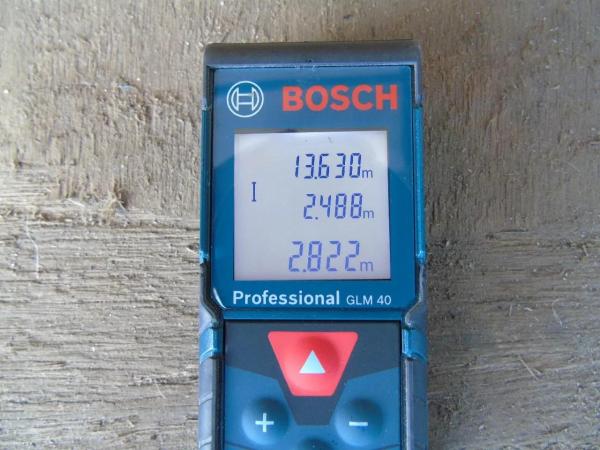 BOSCH
13.630m
2.488m
2.822m
Professional GLM 40
+ -